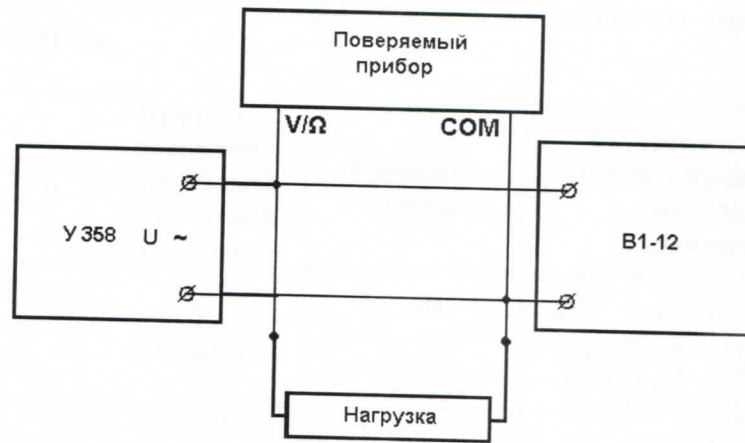 Поверяемый
прибор
V/Ω
COM
У 358 U ~
В1-12
Нагрузка